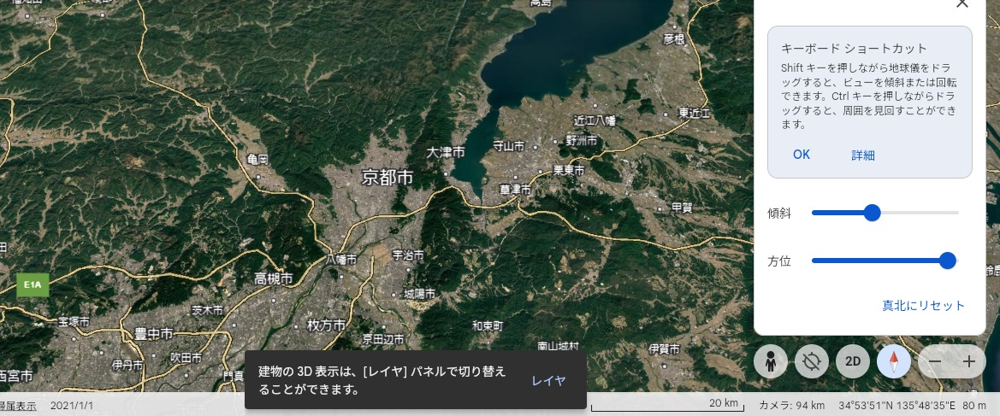 高島
彦根
キーボード ショートカット
Shift キーを押しながら地球儀をドラ
ッグすると、ビューを傾斜または回転
できます。Ctrl キーを押しながらドラ
ッグすると、周囲を見回すことができ
ます。
OK
詳細
近江八幡
東近江
野洲市
守山市
大津市
亀岡
京都市
栗東市
草津市
甲賀
傾斜
八幡市
宇治市
方位
高槻市
E1A
城陽市
真北にリセット
茨木市
宝塚市
豊中市
枚方市
和束町
京田辺市
南山城村
伊賀市
吹田市
伊丹市
2D
西宮市
門真
建物の 3D 表示は、[レイヤ] パネルで切り替え
ることができます。
レイヤ
帰属表示
2021/1/1
20 km
カメラ: 94 km
34°53'51"N 135°48'35"E
80 m